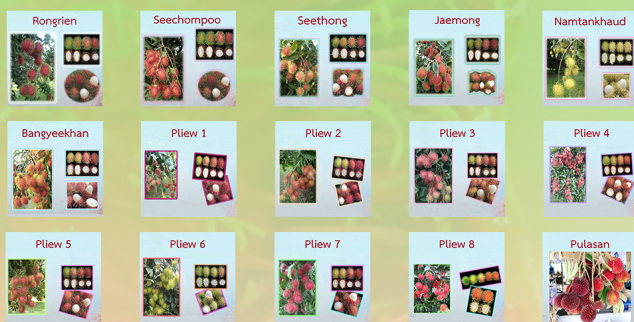 Rongrien
Seechompoo
Seethong
Jaemong
Namtankhaud
Bangyeekhan
Pliew 1
Pliew 2
Pliew 3
Pliew 4
Pliew 5
Pliew 6
Pliew 7
Pliew 8
Pulasan